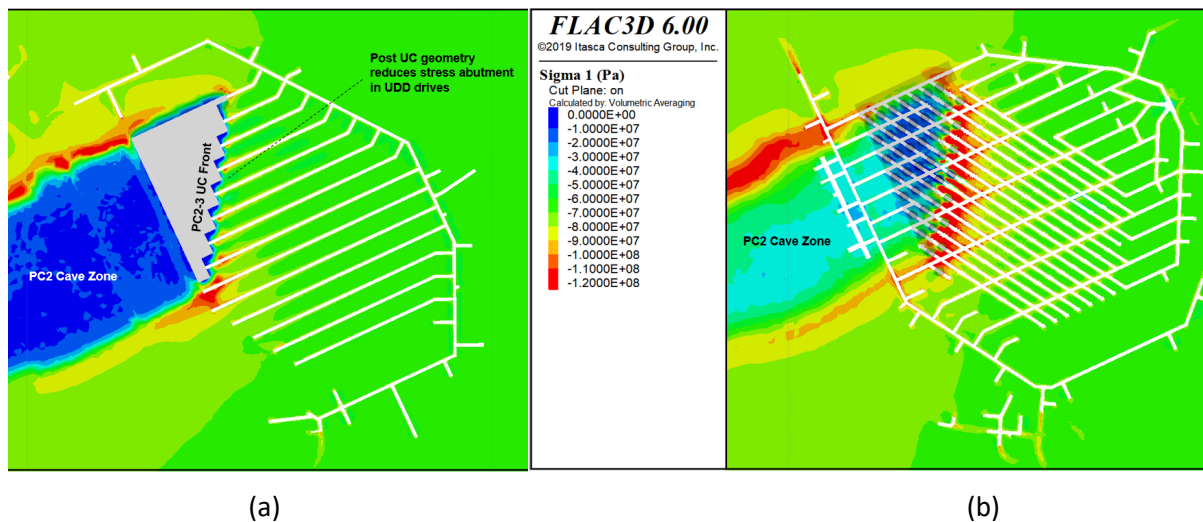 Post UC geometry
reduces stress abutment
in UDD drives
PC2-3 UC Front
PC2 Cave Zone
FLAC3D 6.00
©2019 Itasca Consulting Group, Inc.
Sigma 1 (Pa)
Cut Plane: on
Calculated by: Volumetric Averaging
0.0000E+00
-1.0000E+07
-2.0000E+07
-3.0000E+07
-4.0000E+07
-5.0000E+07
-6.0000E+07
-7.0000E+07
-8.0000E+07
-9.0000E+07
-1.0000E+08
-1.1000E+08
-1.2000E+08
PC2 Cave Zone
(a)
(b)